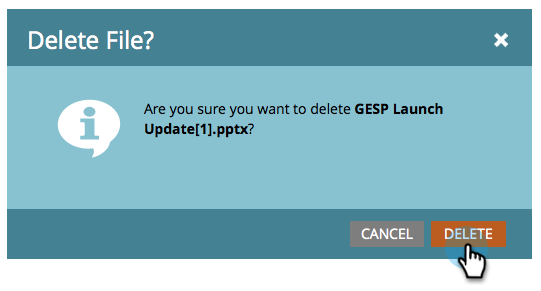 Delete File?
Are you sure you want to delete GESP Launch
Update[1].pptx?
CANCEL
DELETE